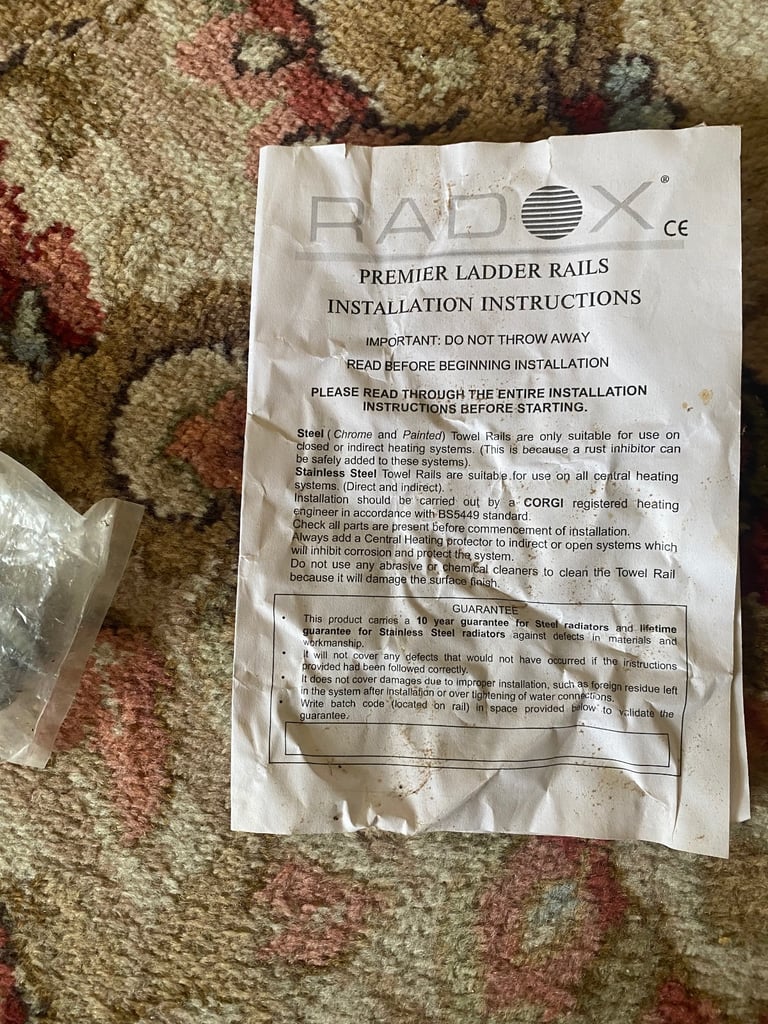 RADOX®
CE
PREMIER LADDER RAILS
INSTALLATION INSTRUCTIONS
IMPORTANT: DO NOT THROW AWAY
READ BEFORE BEGINNING INSTALLATION
PLEASE READ THROUGH THE ENTIRE INSTALLATION
INSTRUCTIONS BEFORE STARTING.
Steel ( Chrome and Painted) Towel Rails are only suitable for use on
closed or indirect heating systems. (This is because a rust inhibitor can
be safely added to these systems).
Stainless Steel Towel Rails are suitable for use on all central heating
systems. (Direct and indirect).
Installation should be carried out by a CORGI registered heating
engineer in accordance with BS5449 standard.
Check all parts are present before commencement of installation.
Always add a Central Heating protector to indirect or open systems which
will inhibit corrosion and protect the system.
Do not use any abrasive or chemical cleaners to clean the Towel Rail
because it will damage the surface finish.
GUARANTEE
• This product carries a 10 year guarantee for Steel radiators and lifetime
guarantee for Stainless Steel radiators against defects in materials and
workmanship.
• It will not cover any defects that would not have occurred if the instructions
provided had been followed correctly.
• It does not cover damages due to improper installation, such as foreign residue left
in the system after installation or over tightening of water connections.
• Write batch code (located on rail) in space provided below to validate the
guarantee.